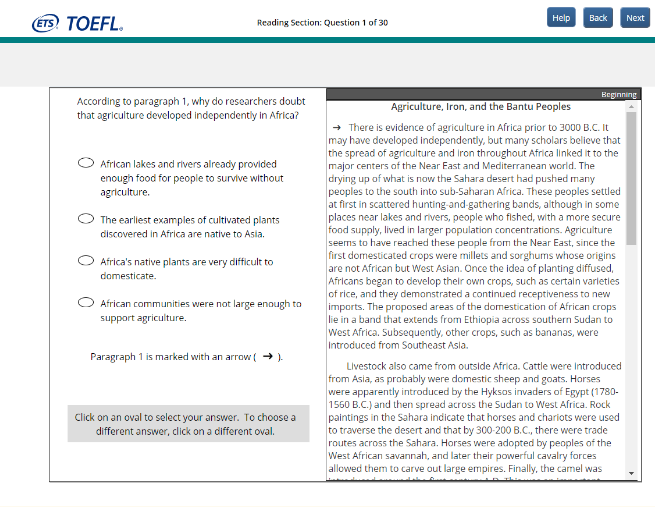 ETS TOEFL.
Reading Section: Question 1 of 30
Help
Back
Next
According to paragraph 1, why do researchers doubt
that agriculture developed independently in Africa?
African lakes and rivers already provided
enough food for people to survive without
agriculture.
The earliest examples of cultivated plants
discovered in Africa are native to Asia.
Africa's native plants are very difficult to
domesticate.
African communities were not large enough to
support agriculture.
Paragraph 1 is marked with an arrow ( → ).
Click on an oval to select your answer. To choose a
different answer, click on a different oval.
Beginning
Agriculture, Iron, and the Bantu Peoples
→ There is evidence of agriculture in Africa prior to 3000 B.C. It
may have developed independently, but many scholars believe that
the spread of agriculture and iron throughout Africa linked it to the
major centers of the Near East and Mediterranean world. The
drying up of what is now the Sahara desert had pushed many
peoples to the south into sub-Saharan Africa. These peoples settled
at first in scattered hunting-and-gathering bands, although in some
places near lakes and rivers, people who fished, with a more secure
food supply, lived in larger population concentrations. Agriculture
seems to have reached these people from the Near East, since the
first domesticated crops were millets and sorghums whose origins
are not African but West Asian. Once the idea of planting diffused,
Africans began to develop their own crops, such as certain varieties
of rice, and they demonstrated a continued receptiveness to new
imports. The proposed areas of the domestication of African crops
lie in a band that extends from Ethiopia across southern Sudan to
West Africa. Subsequently, other crops, such as bananas, were
introduced from Southeast Asia.
Livestock also came from outside Africa. Cattle were introduced
from Asia, as probably were domestic sheep and goats. Horses
were apparently introduced by the Hyksos invaders of Egypt (1780-
1560 B.C.) and then spread across the Sudan to West Africa. Rock
paintings in the Sahara indicate that horses and chariots were used
to traverse the desert and that by 300-200 B.C., there were trade
routes across the Sahara. Horses were adopted by peoples of the
West African savannah, and later their powerful cavalry forces
allowed them to carve out large empires. Finally, the camel was